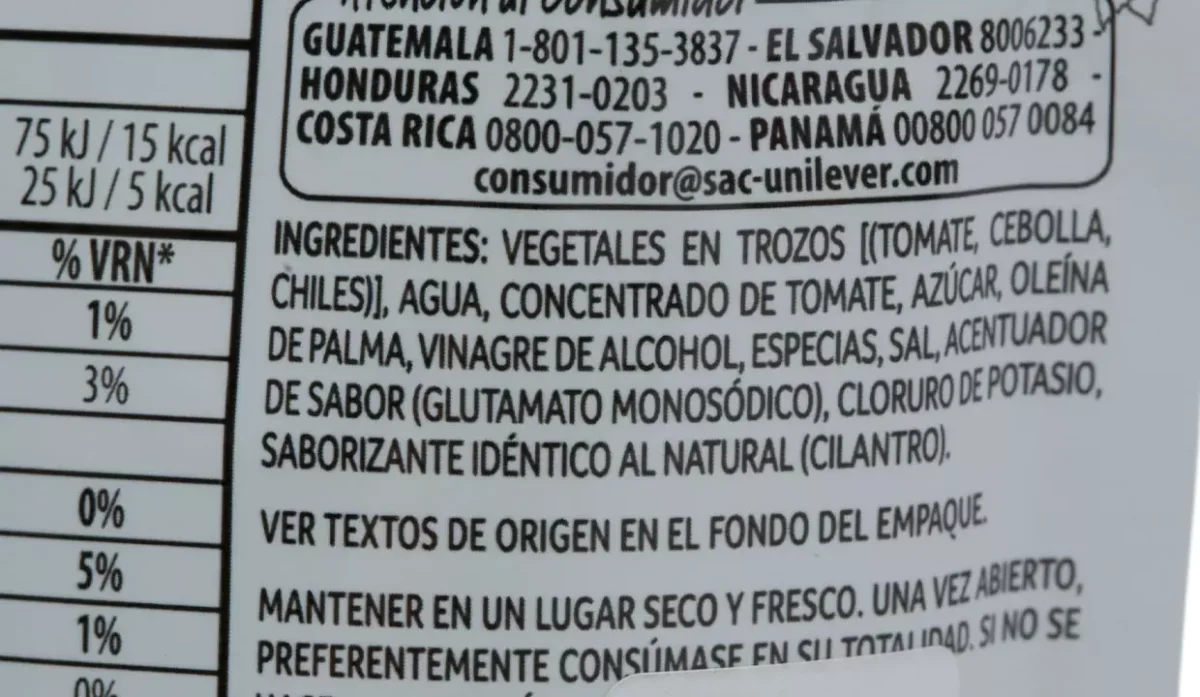 Atención al Consumidor
GUATEMALA 1-801-135-3837 - EL SALVADOR 8006233 -
HONDURAS 2231-0203 - NICARAGUA 2269-0178 -
COSTA RICA 0800-057-1020 - PANAMÁ 00800 057 0084
consumidor@sac-unilever.com
75 kJ / 15 kcal
25 kJ / 5 kcal
% VRN*
1%
3%
0%
5%
1%
0%
INGREDIENTES: VEGETALES EN TROZOS [(TOMATE, CEBOLLA,
CHILES)], AGUA, CONCENTRADO DE TOMATE, AZÚCAR, OLEÍNA
DE PALMA, VINAGRE DE ALCOHOL, ESPECIAS, SAL, ACENTUADOR
DE SABOR (GLUTAMATO MONOSÓDICO), CLORURO DE POTASIO,
SABORIZANTE IDÉNTICO AL NATURAL (CILANTRO).
VER TEXTOS DE ORIGEN EN EL FONDO DEL EMPAQUE.
MANTENER EN UN LUGAR SECO Y FRESCO. UNA VEZ ABIERTO,
PREFERENTEMENTE CONSÚMASE EN SU TOTALIDAD. SI NO SE